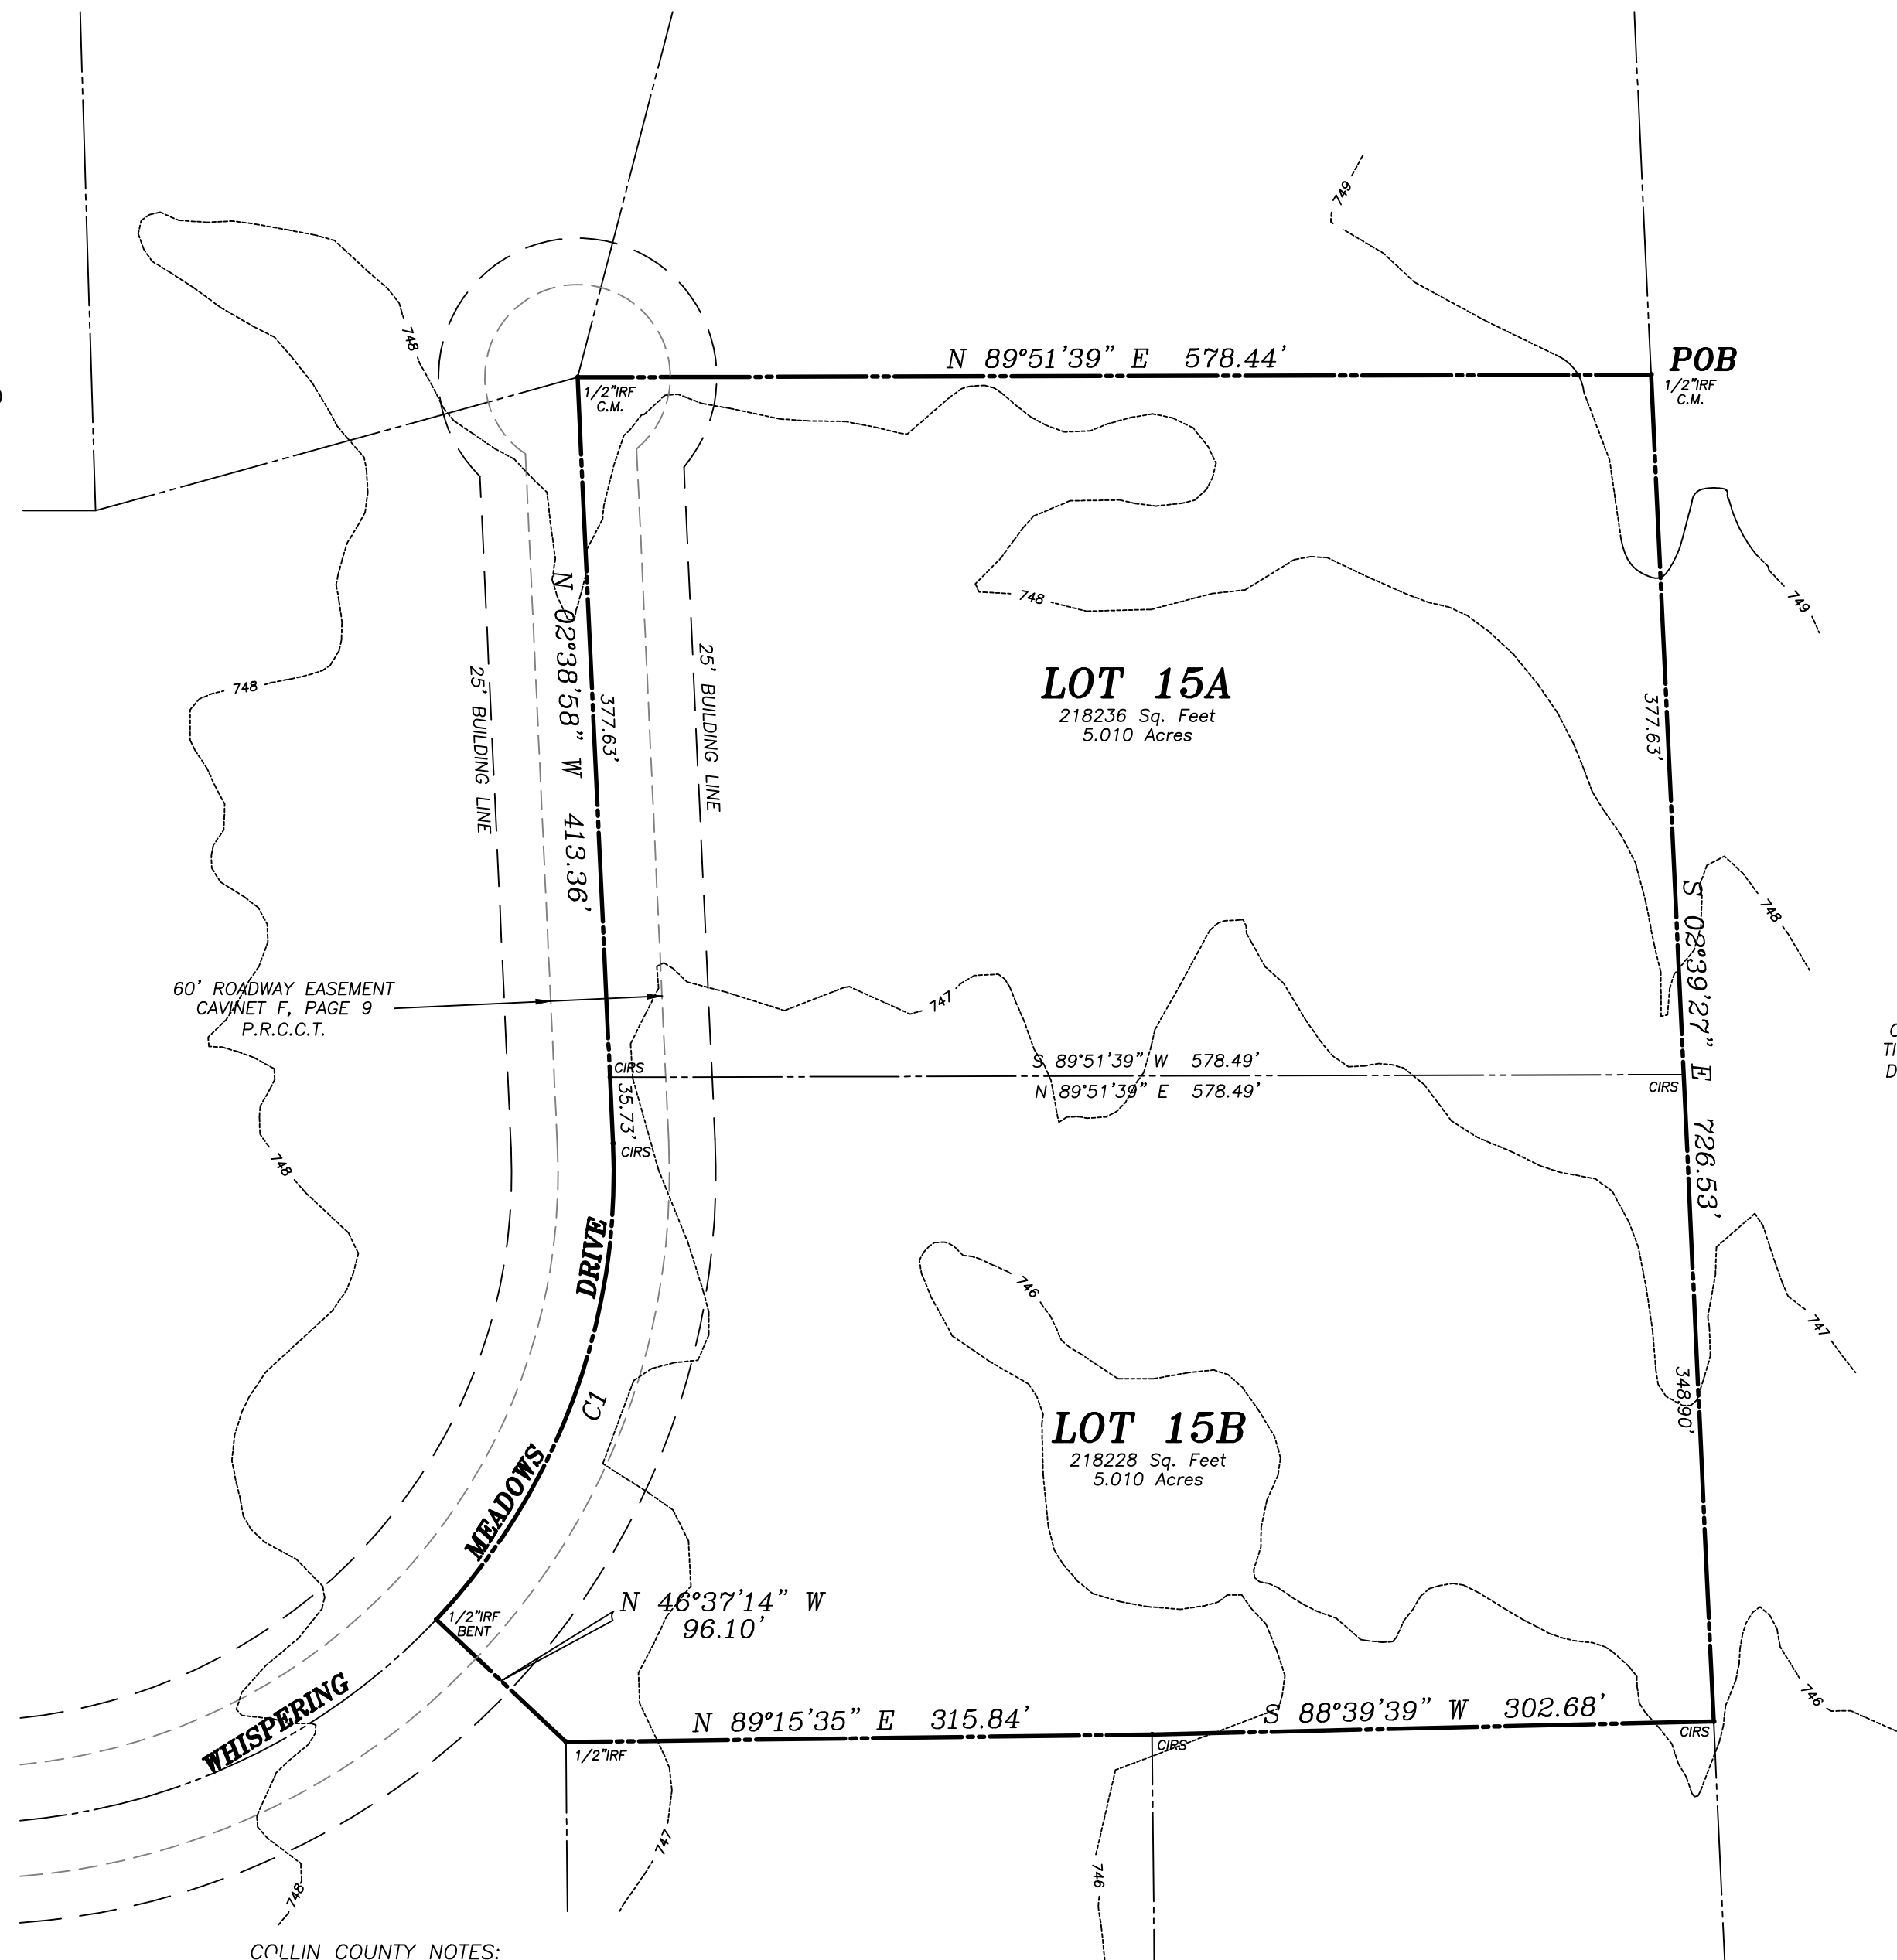 749
N 89°51'39" E 578.44'
POB
1/2"IRF
C.M.
1/2"IRF
C.M.
748
748
749
N 02°38'58" W 413.36'
377.63'
25' BUILDING LINE
25' BUILDING LINE
748
LOT 15A
218236 Sq. Feet
5.010 Acres
377.63'
S 02°39'27" E 726.53'
748
60' ROADWAY EASEMENT
CAVINET F, PAGE 9
P.R.C.C.T.
747
CIRS
S 89°51'39" W 578.49'
N 89°51'39" E 578.49'
CIRS
35.73'
CIRS
748
746
747
DRIVE
C1
348.90'
LOT 15B
218228 Sq. Feet
5.010 Acres
MEADOWS
N 46°37'14" W
96.10'
1/2"IRF
BENT
WHISPERING
N 89°15'35" E 315.84'
S 88°39'39" W 302.68'
746
1/2"IRF
CIRS
CIRS
747
746
748
COLLIN COUNTY NOTES: